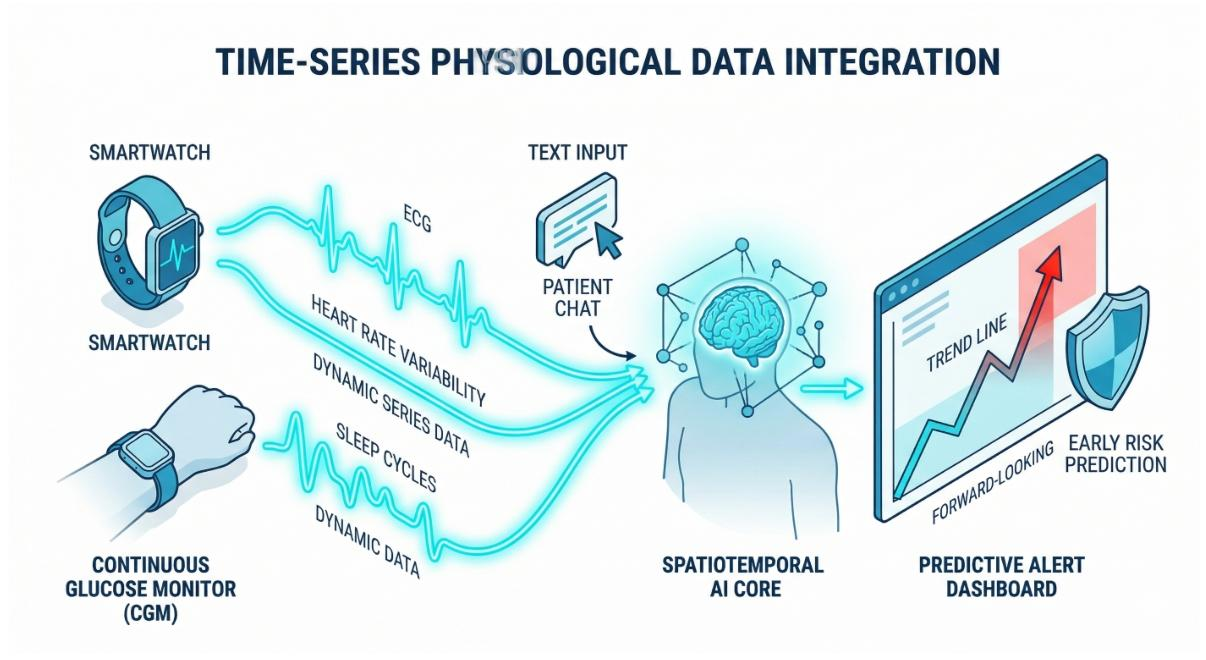 TIME-SERIES PHYSIOLOGICAL DATA INTEGRATION
SMARTWATCH
SMARTWATCH
ECG
HEART RATE VARIABILITY
DYNAMIC SERIES DATA
SLEEP CYCLES
DYNAMIC DATA
CONTINUOUS
GLUCOSE MONITOR
(CGM)
TEXT INPUT
PATIENT
CHAT
SPATIOTEMPORAL
AI CORE
TREND LINE
FORWARD-LOOKING
EARLY RISK
PREDICTION
PREDICTIVE ALERT
DASHBOARD